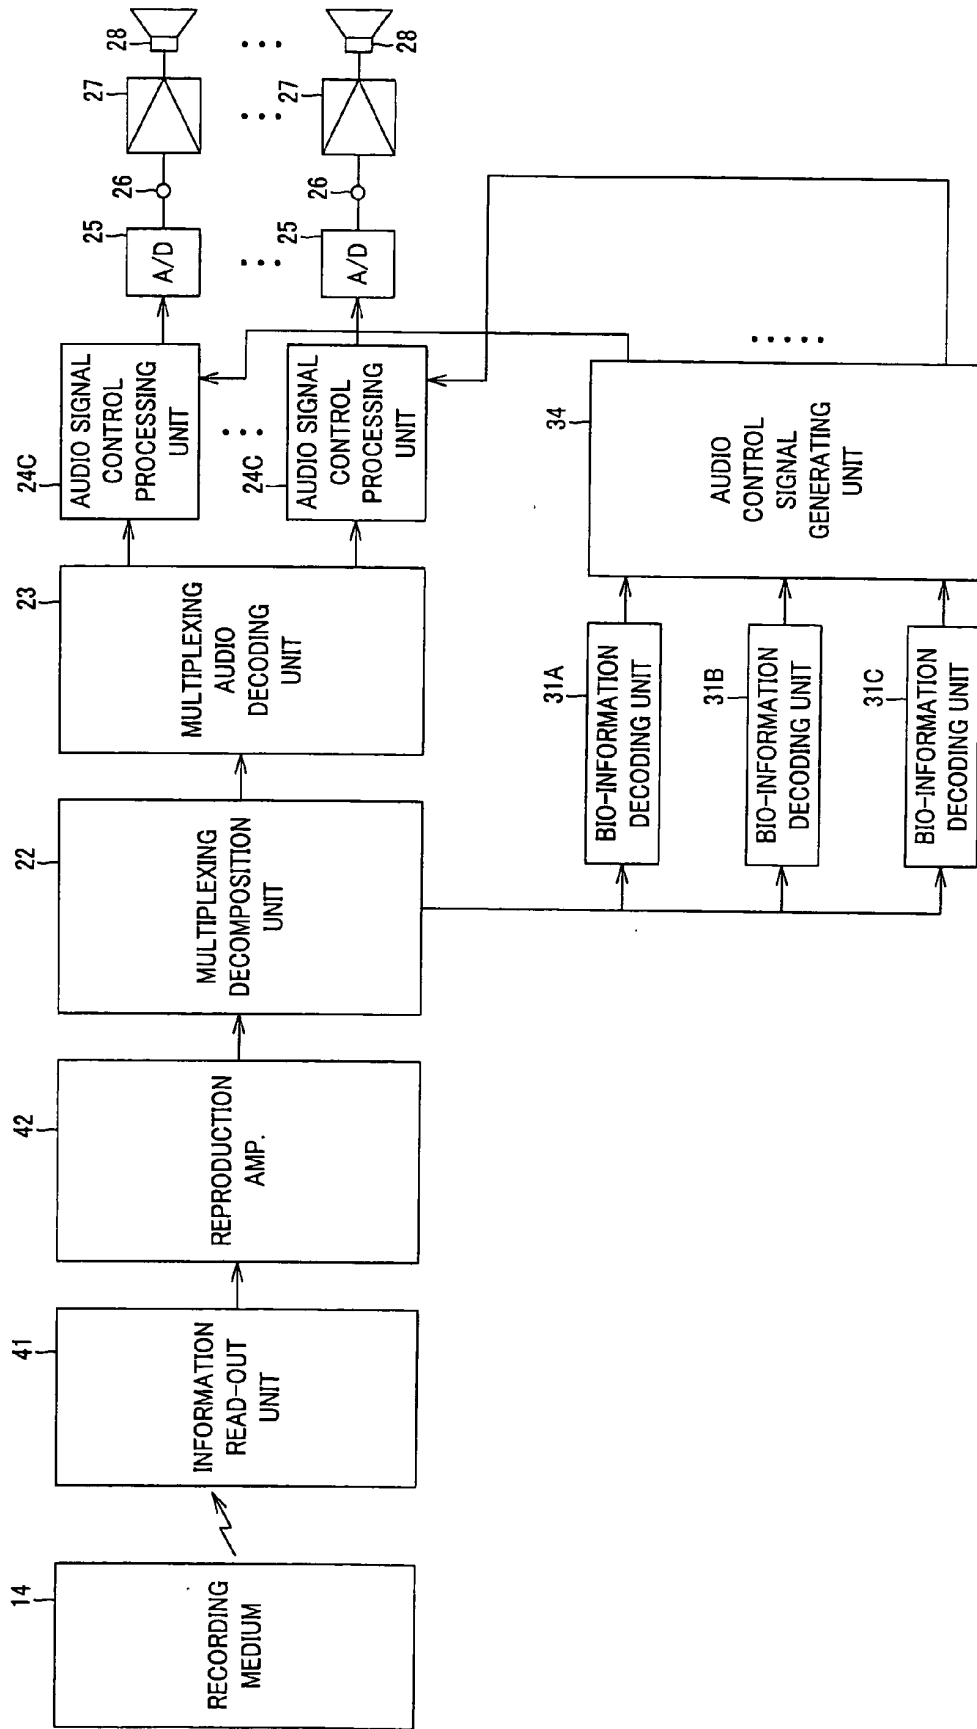 14
RECORDING
MEDIUM
41
INFORMATION
READ-OUT
UNIT
42
REPRODUCTION
AMP.
22
MULTIPLEXING
DECOMPOSITION
UNIT
23
MULTIPLEXING
AUDIO
DECODING
UNIT
24C
AUDIO SIGNAL
CONTROL
PROCESSING
UNIT
25
A/D
26
27
28
24C
AUDIO SIGNAL
CONTROL
PROCESSING
UNIT
25
A/D
26
27
28
31A
BIO-INFORMATION
DECODING UNIT
31B
BIO-INFORMATION
DECODING UNIT
31C
BIO-INFORMATION
DECODING UNIT
34
AUDIO
CONTROL
SIGNAL
GENERATING
UNIT